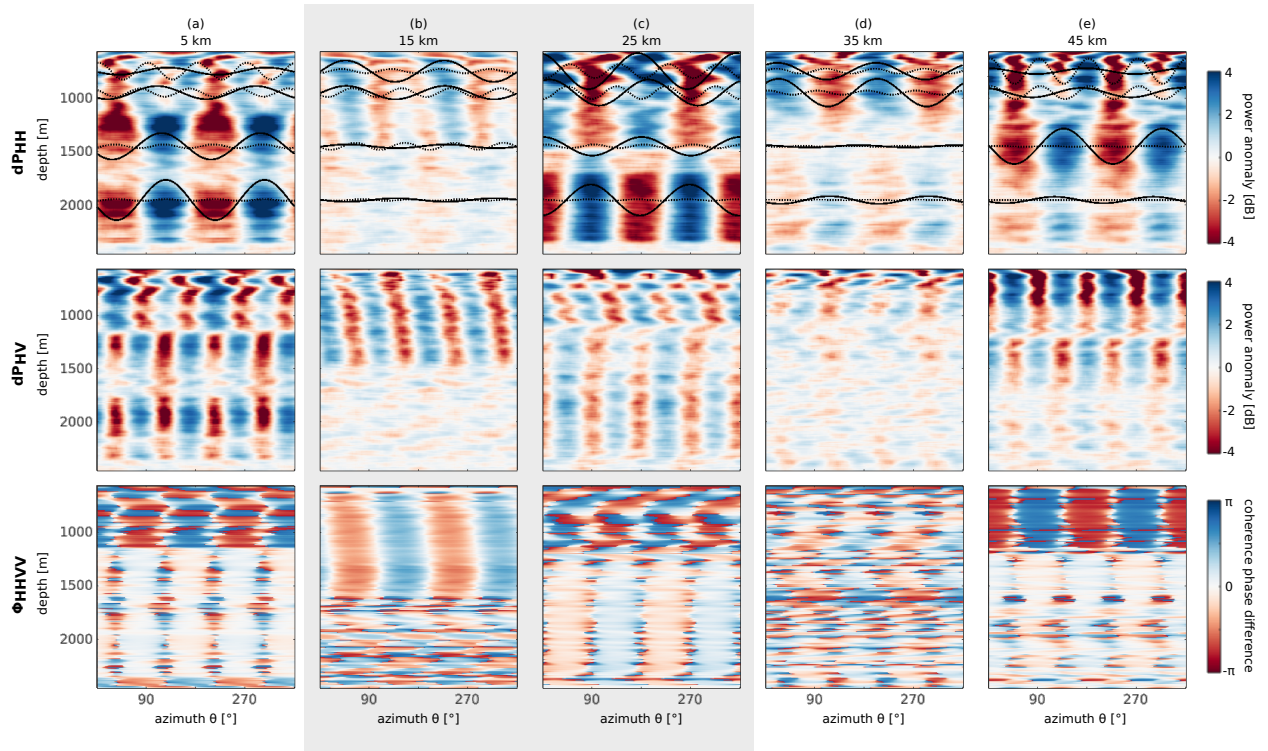 (a) (b) (c) (d) (e)
5 km 15 km 25 km 35 km 45 km
dPHH
depth [m]
1000
1500
2000
4
2
0
-2
-4
power anomaly [dB]
dPHV
depth [m]
1000
1500
2000
4
2
0
-2
-4
power anomaly [dB]
ΦHHVV
depth [m]
1000
1500
2000
π
0
-π
coherence phase difference
90 270 90 270 90 270 90 270 90 270
azimuth θ [°] azimuth θ [°] azimuth θ [°] azimuth θ [°] azimuth θ [°]